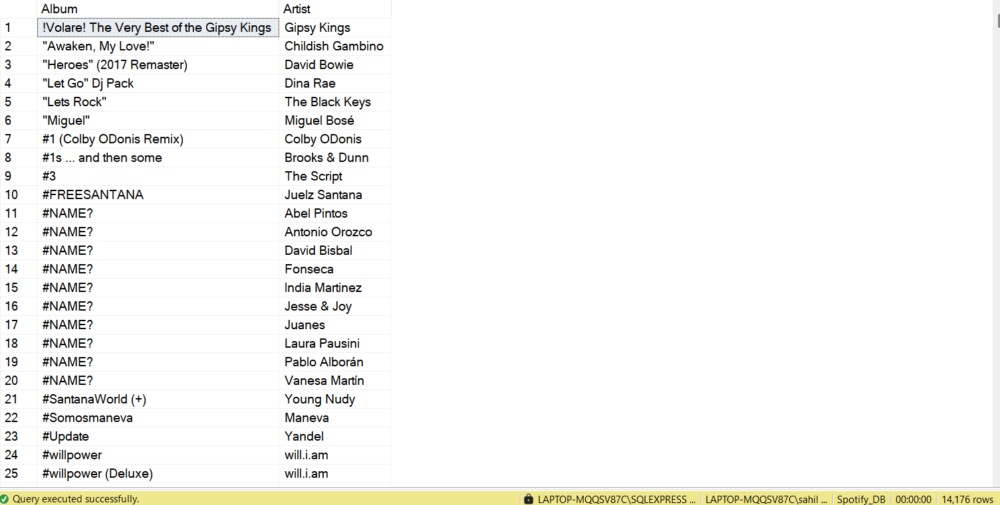 Album Artist
1 !Volare! The Very Best of the Gipsy Kings Gipsy Kings
2 "Awaken, My Love!" Childish Gambino
3 "Heroes" (2017 Remaster) David Bowie
4 "Let Go" Dj Pack Dina Rae
5 "Lets Rock" The Black Keys
6 "Miguel" Miguel Bosé
7 #1 (Colby ODonis Remix) Colby ODonis
8 #1s ... and then some Brooks & Dunn
9 #3 The Script
10 #FREESANTANA Juelz Santana
11 #NAME? Abel Pintos
12 #NAME? Antonio Orozco
13 #NAME? David Bisbal
14 #NAME? Fonseca
15 #NAME? India Martinez
16 #NAME? Jesse & Joy
17 #NAME? Juanes
18 #NAME? Laura Pausini
19 #NAME? Pablo Alborán
20 #NAME? Vanesa Martín
21 #SantanaWorld (+) Young Nudy
22 #Somosmaneva Maneva
23 #Update Yandel
24 #willpower will.i.am
25 #willpower (Deluxe) will.i.am
Query executed successfully. LAPTOP-MQQSV87C\SQLEXPRESS ... LAPTOP-MQQSV87C\sahil ... Spotify_DB 00:00:00 14,176 rows